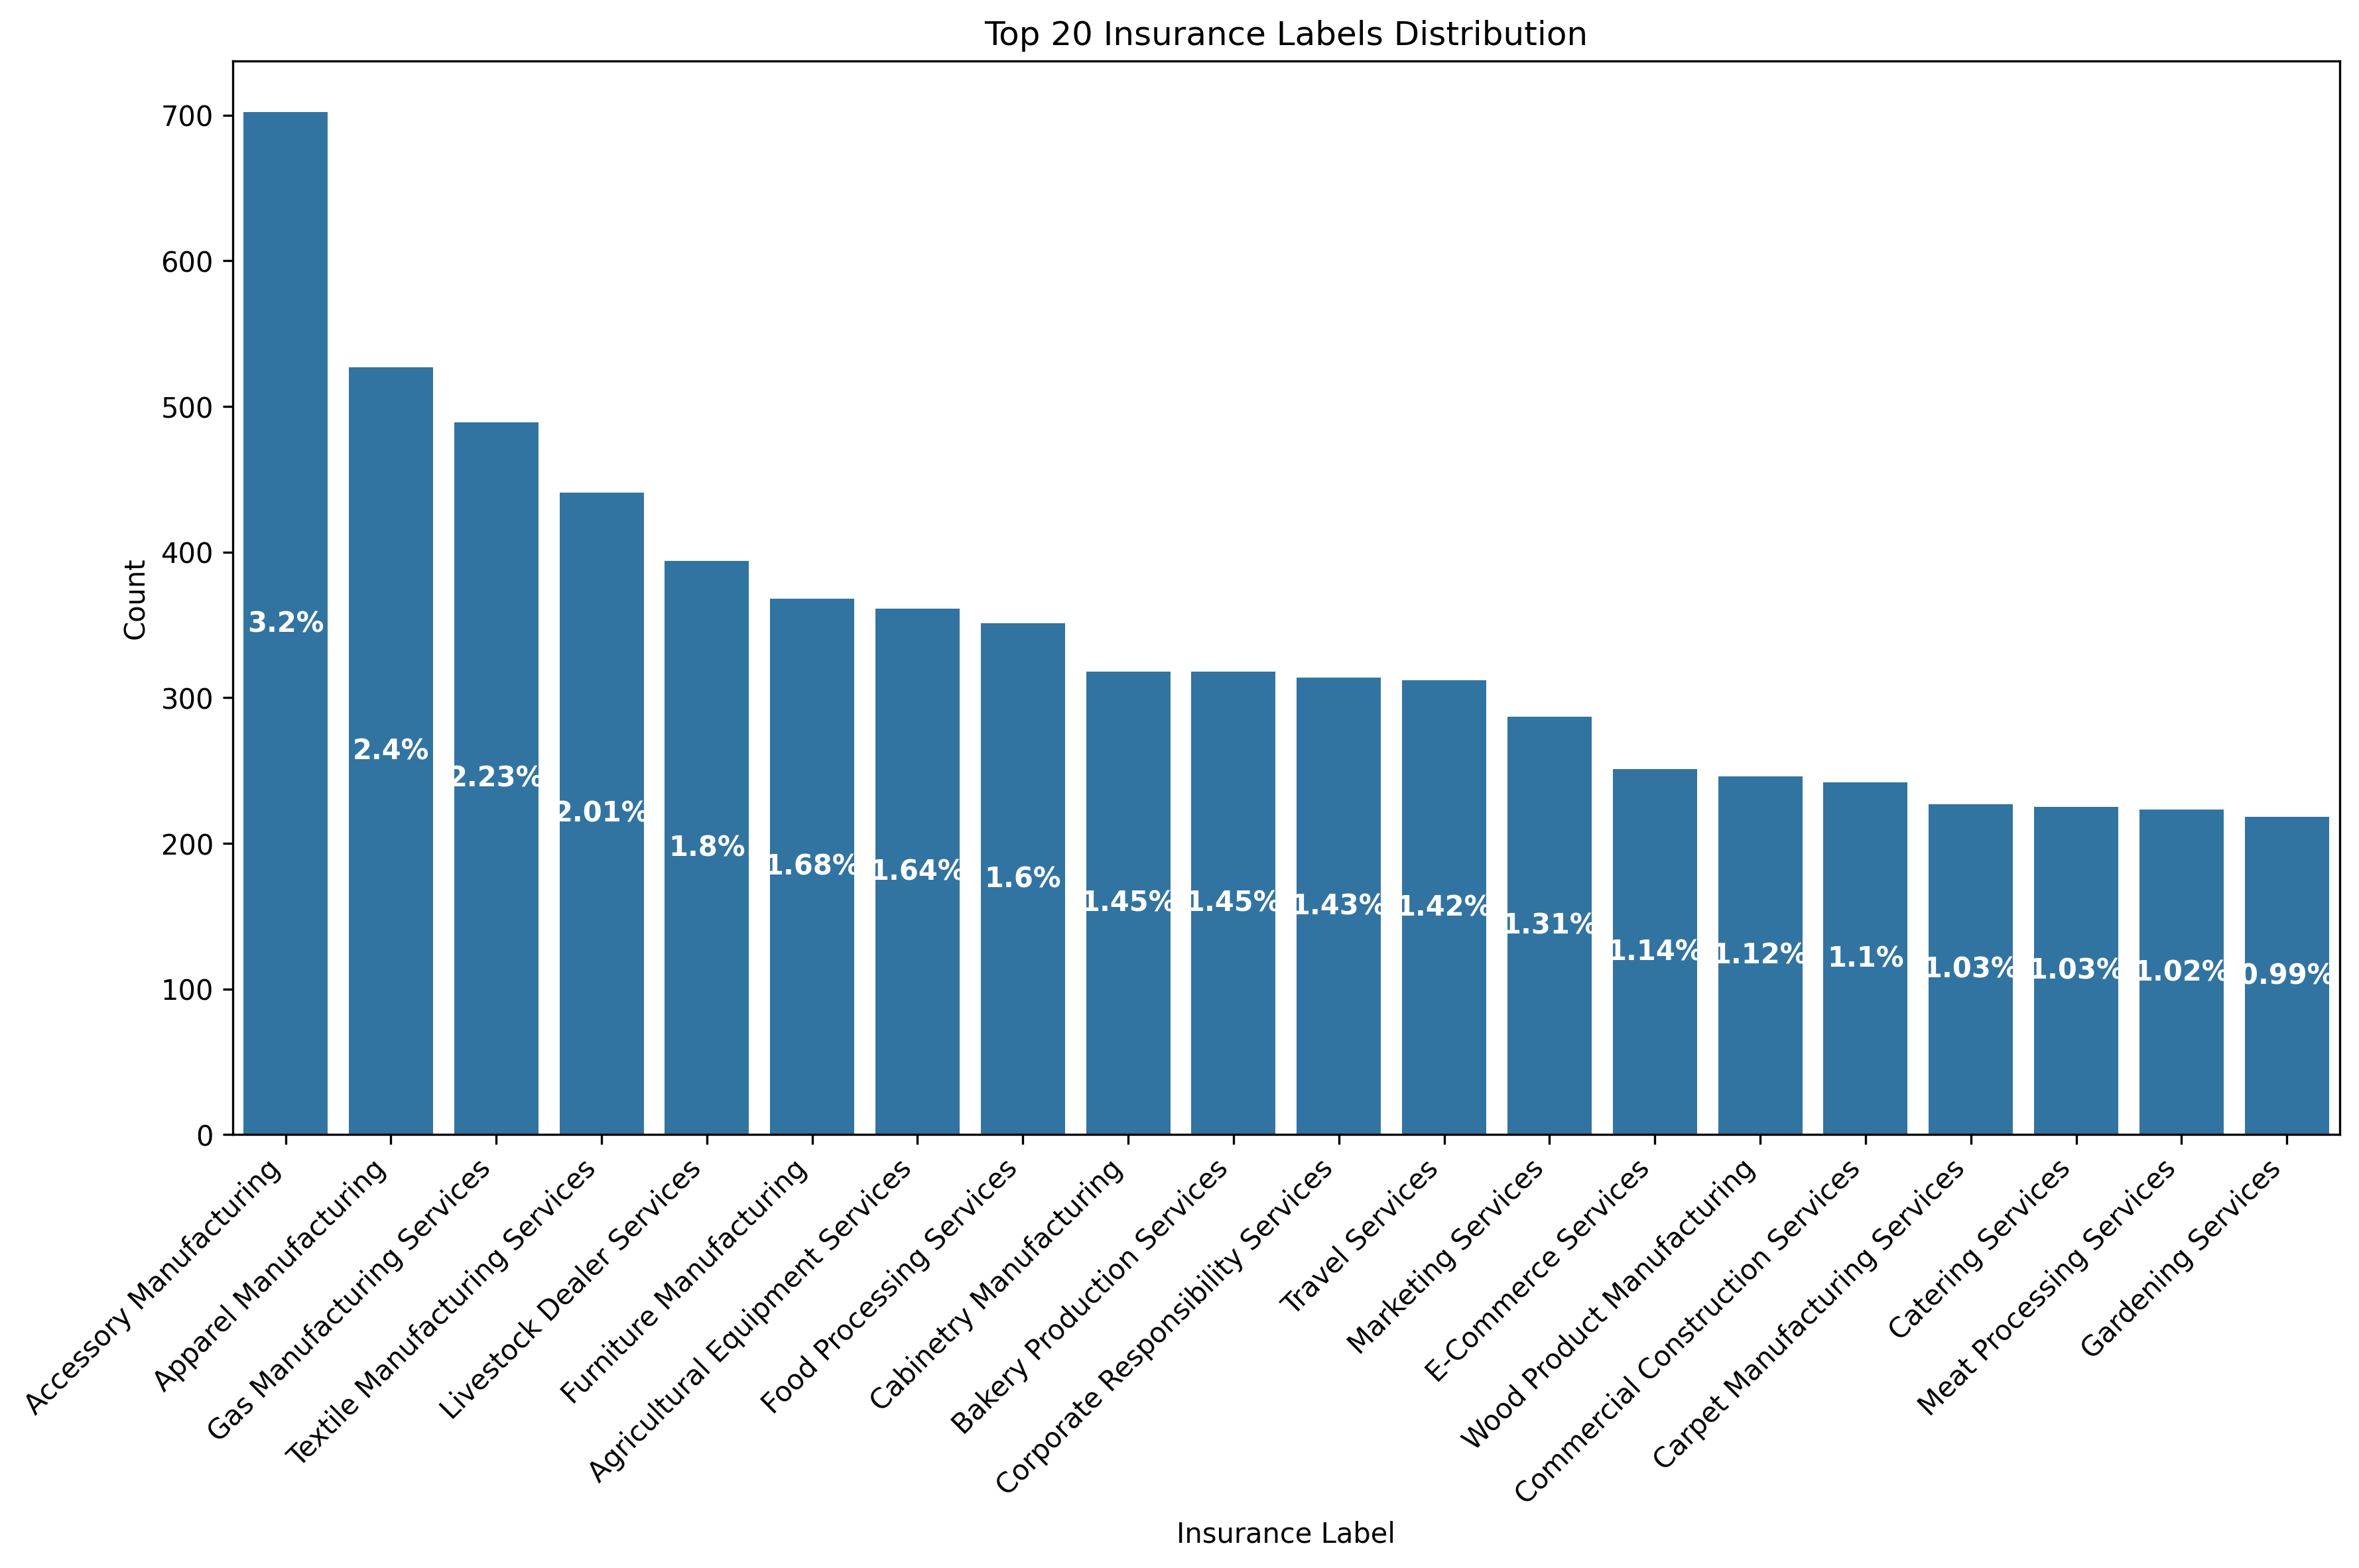 Top 20 Insurance Labels Distribution
Count
700
600
500
400
300
200
100
0
3.2%
2.4%
2.23%
2.01%
1.8%
1.68%
1.64%
1.6%
1.45%
1.45%
1.43%
1.42%
1.31%
1.14%
1.12%
1.1%
1.03%
1.03%
1.02%
0.99%
Accessory Manufacturing
Apparel Manufacturing
Gas Manufacturing Services
Textile Manufacturing Services
Livestock Dealer Services
Furniture Manufacturing
Agricultural Equipment Services
Food Processing Services
Cabinetry Manufacturing
Bakery Production Services
Corporate Responsibility Services
Travel Services
Marketing Services
E-Commerce Services
Wood Product Manufacturing
Commercial Construction Services
Carpet Manufacturing Services
Catering Services
Meat Processing Services
Gardening Services
Insurance Label